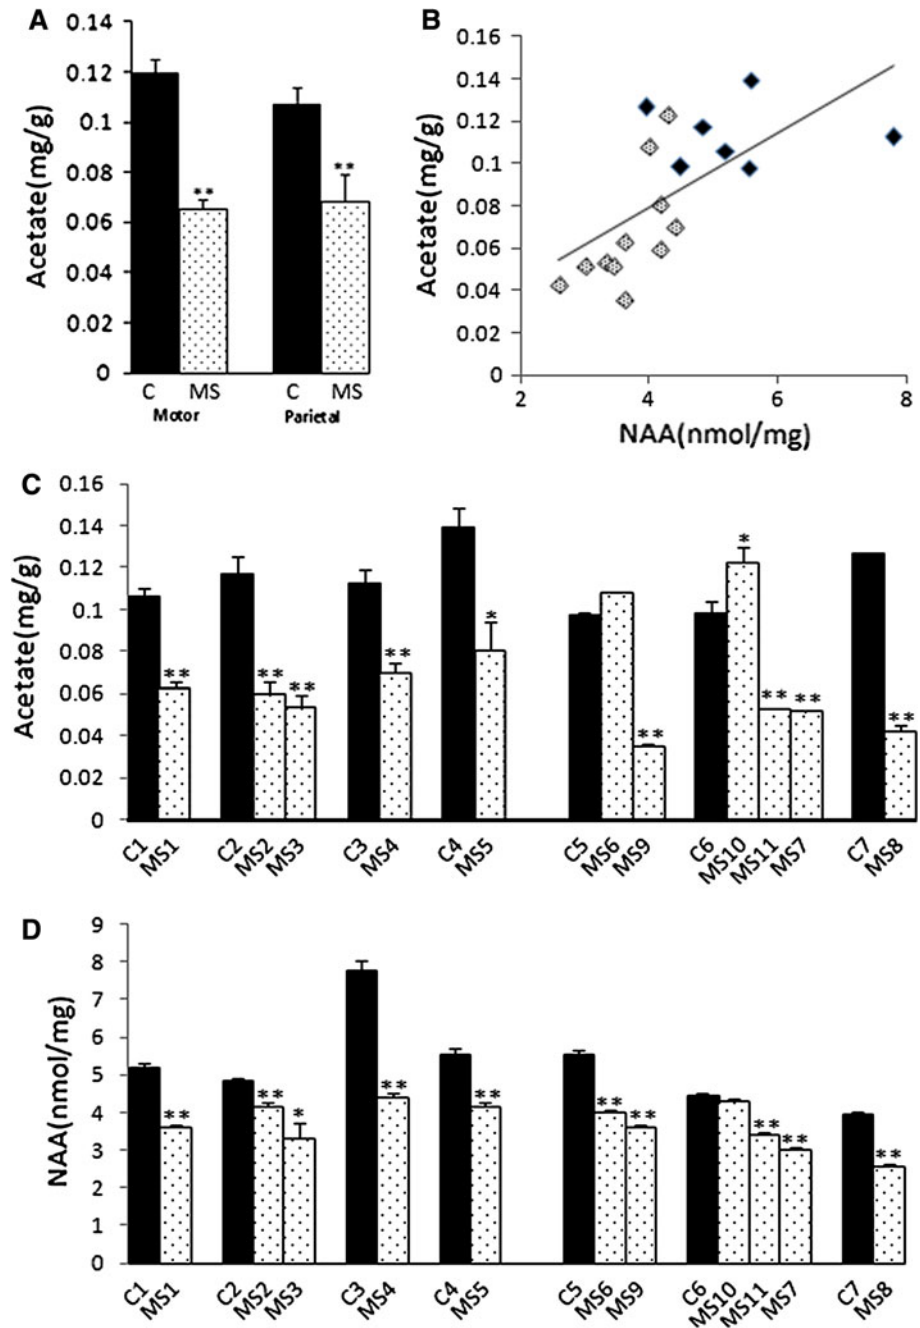 A
Acetate(mg/g)
0.14
0.12
0.1
0.08
0.06
0.04
0.02
0
**
**
C MS C MS
Motor Parietal
B
Acetate(mg/g)
0.16
0.14
0.12
0.1
0.08
0.06
0.04
0.02
0
2 4 6 8
NAA(nmol/mg)
C
Acetate(mg/g)
0.16
0.14
0.12
0.1
0.08
0.06
0.04
0.02
0
** ** ** ** * ** * ** ** **
C1 MS1 C2 MS2 MS3 C3 MS4 C4 MS5 C5 MS6 MS9 C6 MS10 MS11 MS7 C7 MS8
D
NAA(nmol/mg)
9
8
7
6
5
4
3
2
1
0
** ** * ** ** ** ** ** ** **
C1 MS1 C2 MS2 MS3 C3 MS4 C4 MS5 C5 MS6 MS9 C6 MS10 MS11 MS7 C7 MS8